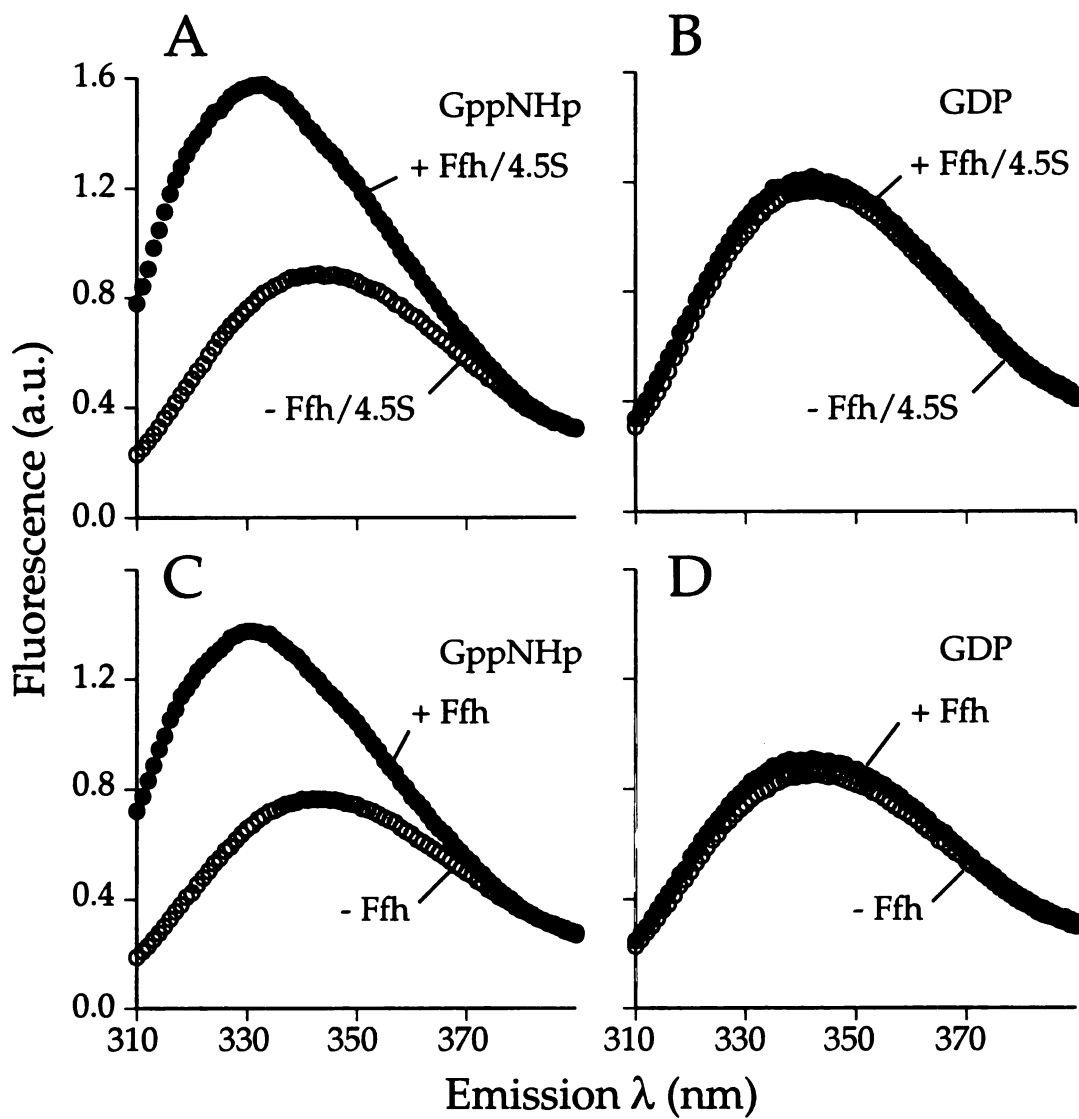 A
B
1.6
GppNHp
GDP
+ Ffh/4.5S
+ Ffh/4.5S
1.2
0.8
0.4
- Ffh/4.5S
- Ffh/4.5S
0.0
Fluorescence (a.u.)
C
D
GppNHp
GDP
1.2
+ Ffh
+ Ffh
0.8
0.4
- Ffh
- Ffh
0.0
310 330 350 370 310 330 350 370
Emission λ (nm)